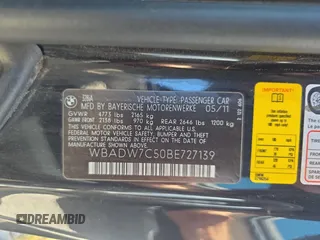 USA VEHICLE-TYPE: PASSENGER CAR
MFD BY BAYERISCHE MOTORENWERKE 05/11
GVWR 4773 lbs 2165 kg
GAWR FRONT 2138 lbs 970 kg REAR 2646 lbs 1200 kg
THIS VEHICLE CONFORMS TO ALL APPLICABLE
FEDERAL MOTOR VEHICLE SAFETY, BUMPER AND
THEFT PREVENTION STANDARDS IN EFFECT ON THE
DATE OF MANUFACTURE SHOWN ABOVE
WBADW7C50BE727139
DREAMBID